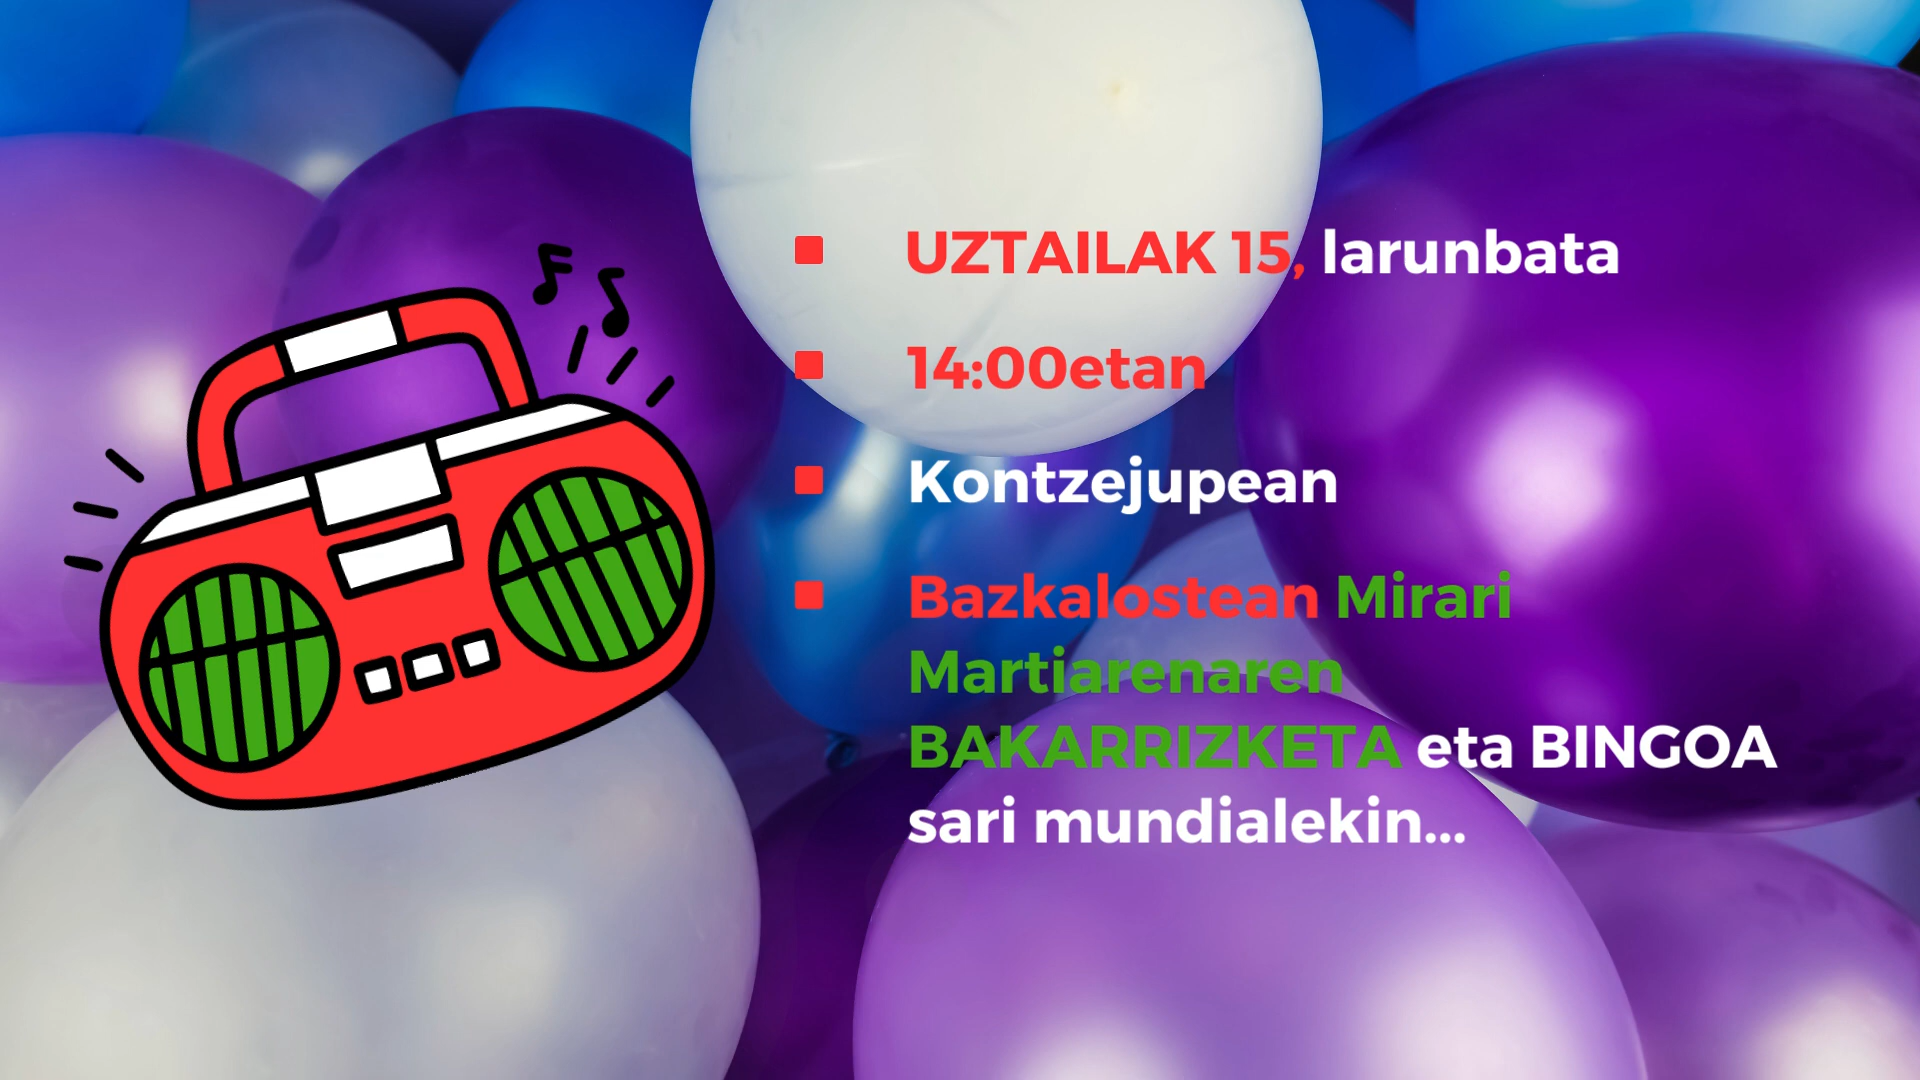 UZTAILAK 15, larunbata
14:00etan
Kontzejupean
Bazkalostean Mirari
Martiarenaren
BAKARRIZKETA eta BINGOA
sari mundialekin...